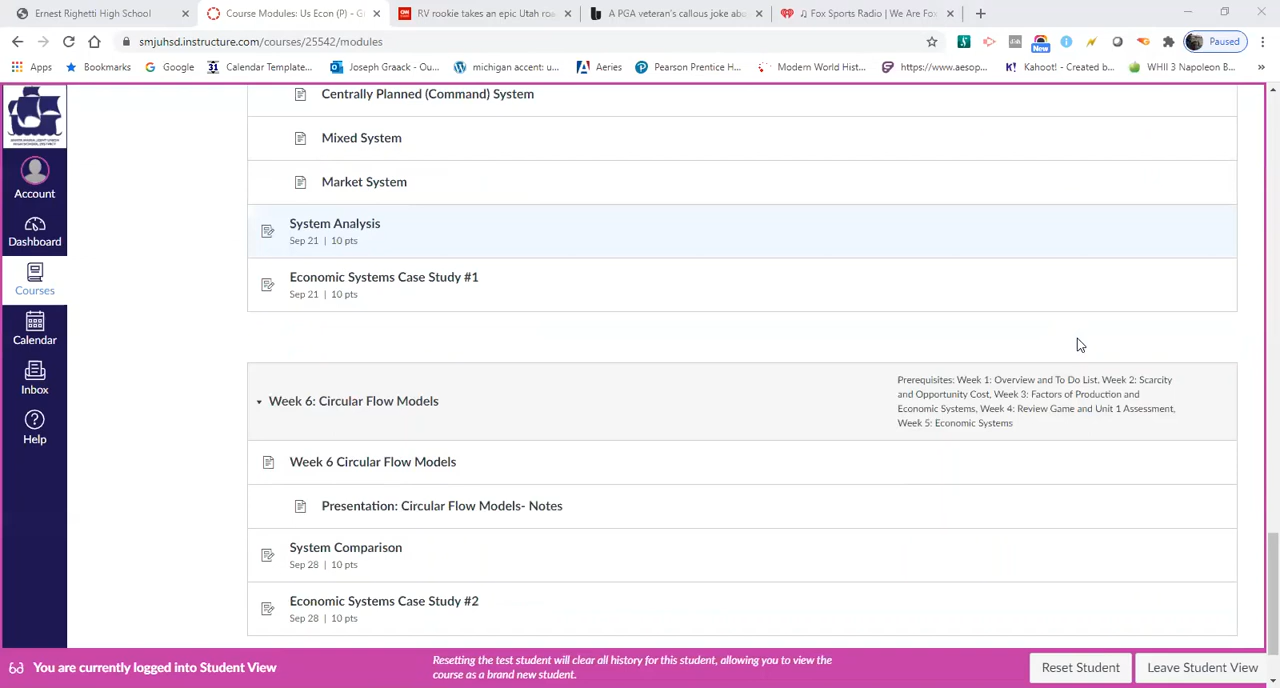 Ernest Righetti High School
Course Modules: Us Econ (P) - G
RV rookie takes an epic Utah roa
A PGA veteran's callous joke abo
Fox Sports Radio | We Are Fox
smjuhsd.instructure.com/courses/25542/modules
New
Paused
Apps
Bookmarks
Google
Calendar Template...
Joseph Graack - Ou...
michigan accent: u...
Aeries
Pearson Prentice H...
Modern World Hist...
https://www.aesop...
Kahoot! - Created b...
WHII 3 Napoleon B...
»
Account
Dashboard
Courses
Calendar
Inbox
Help
Centrally Planned (Command) System
Mixed System
Market System
System Analysis
Sep 21 | 10 pts
Economic Systems Case Study #1
Sep 21 | 10 pts
Week 6: Circular Flow Models
Prerequisites: Week 1: Overview and To Do List. Week 2: Scarcity
and Opportunity Cost, Week 3: Factors of Production and
Economic Systems, Week 4: Review Game and Unit 1 Assessment,
Week 5: Economic Systems
Week 6 Circular Flow Models
Presentation: Circular Flow Models- Notes
System Comparison
Sep 28 | 10 pts
Economic Systems Case Study #2
Sep 28 | 10 pts
You are currently logged into Student View
Resetting the test student will clear all history for this student, allowing you to view the
course as a brand new student.
Reset Student
Leave Student View